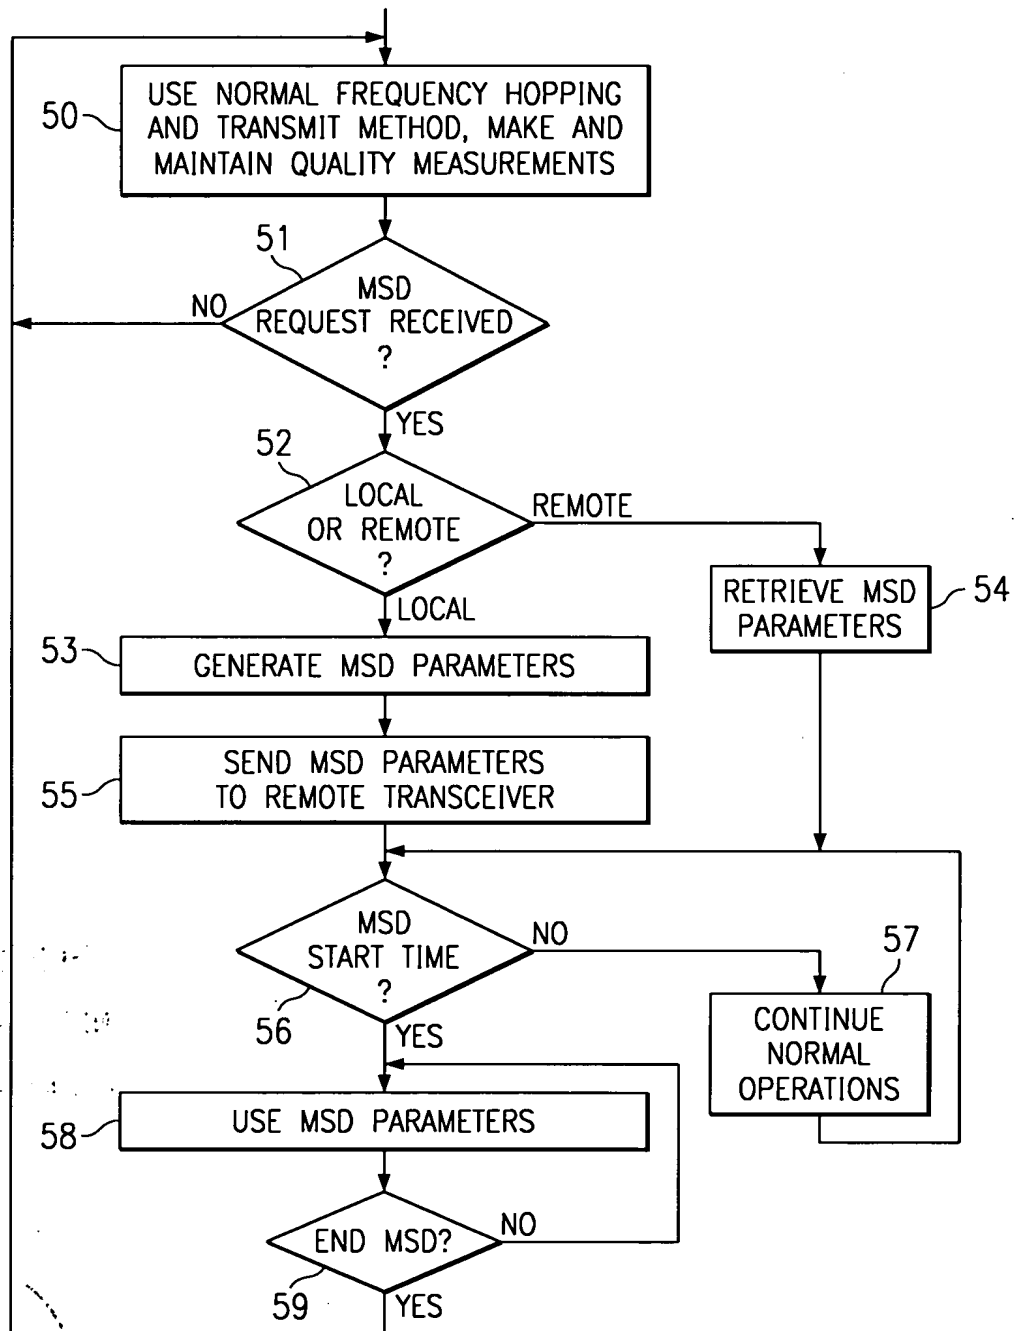 50
USE NORMAL FREQUENCY HOPPING
AND TRANSMIT METHOD, MAKE AND
MAINTAIN QUALITY MEASUREMENTS
51
MSD
REQUEST RECEIVED
?
NO
YES
52
LOCAL
OR REMOTE
?
REMOTE
LOCAL
54
RETRIEVE MSD
PARAMETERS
53
GENERATE MSD PARAMETERS
55
SEND MSD PARAMETERS
TO REMOTE TRANSCEIVER
56
MSD
START TIME
?
NO
YES
57
CONTINUE
NORMAL
OPERATIONS
58
USE MSD PARAMETERS
59
END MSD?
NO
YES